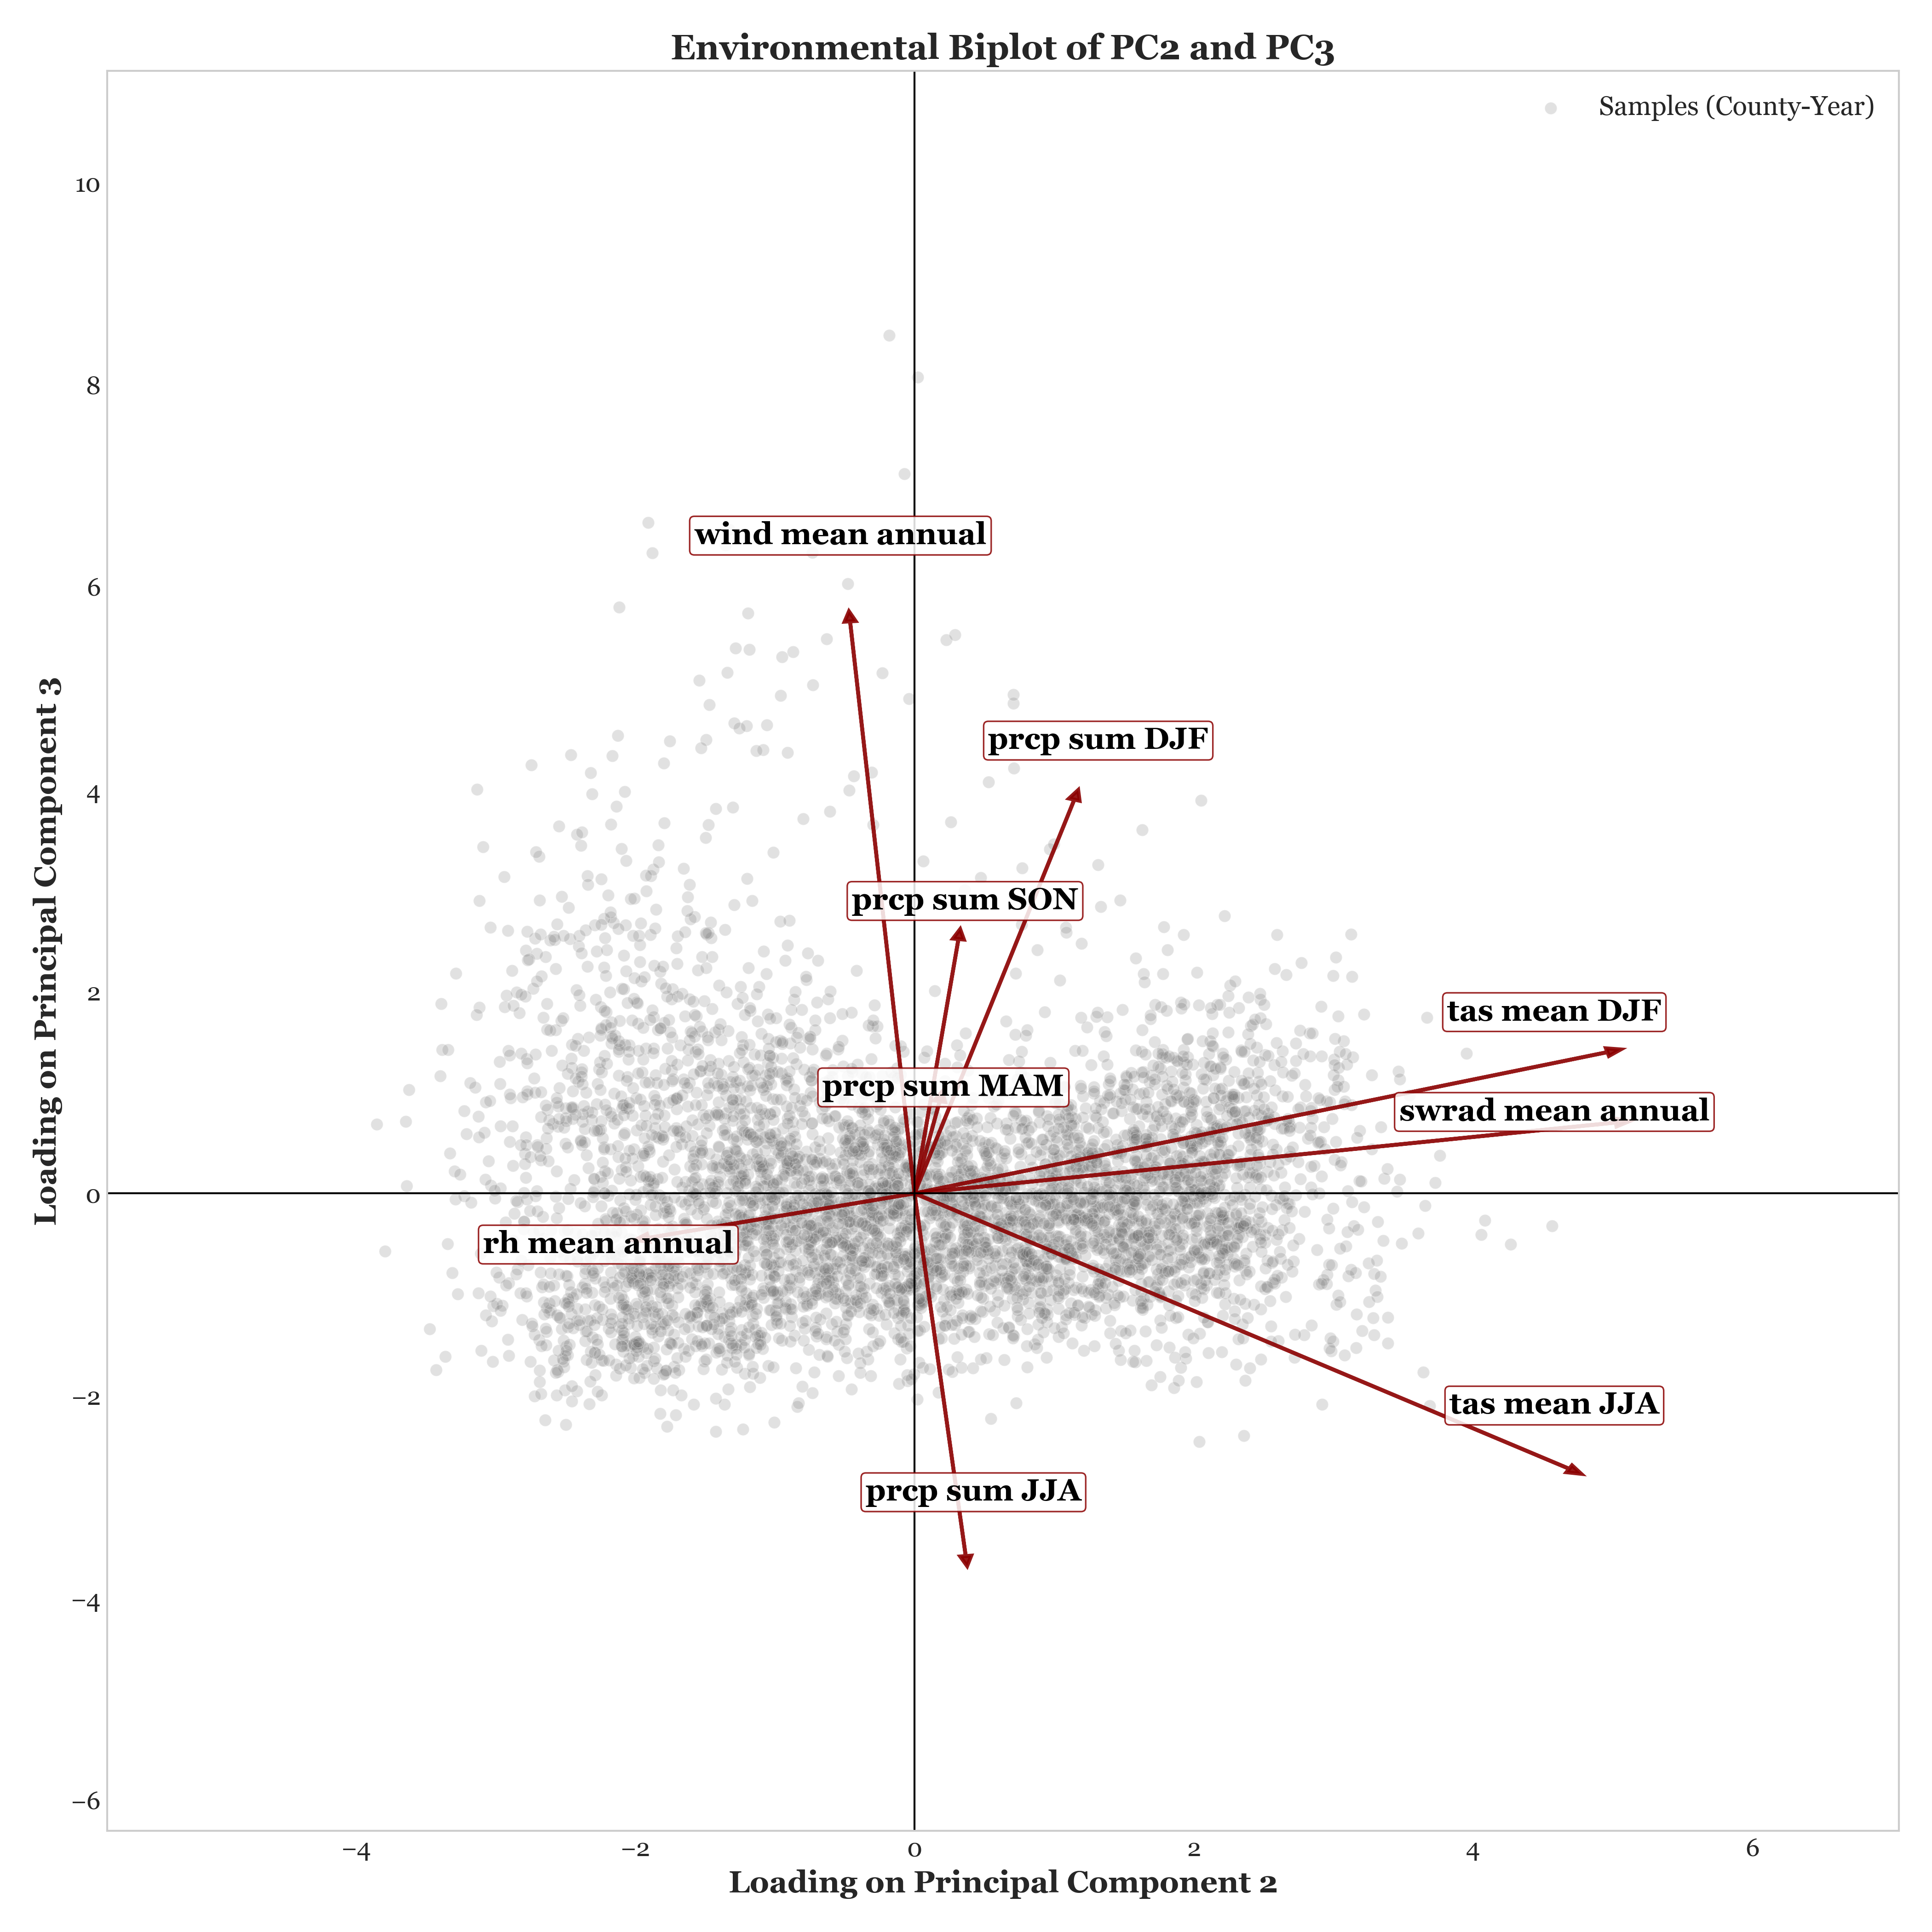 Environmental Biplot of PC2 and PC3
Samples (County-Year)
10
8
6
4
2
0
−2
−4
−6
Loading on Principal Component 3
wind mean annual
prcp sum DJF
prcp sum SON
tas mean DJF
prcp sum MAM
swrad mean annual
rh mean annual
tas mean JJA
prcp sum JJA
−4
−2
0
2
4
6
Loading on Principal Component 2